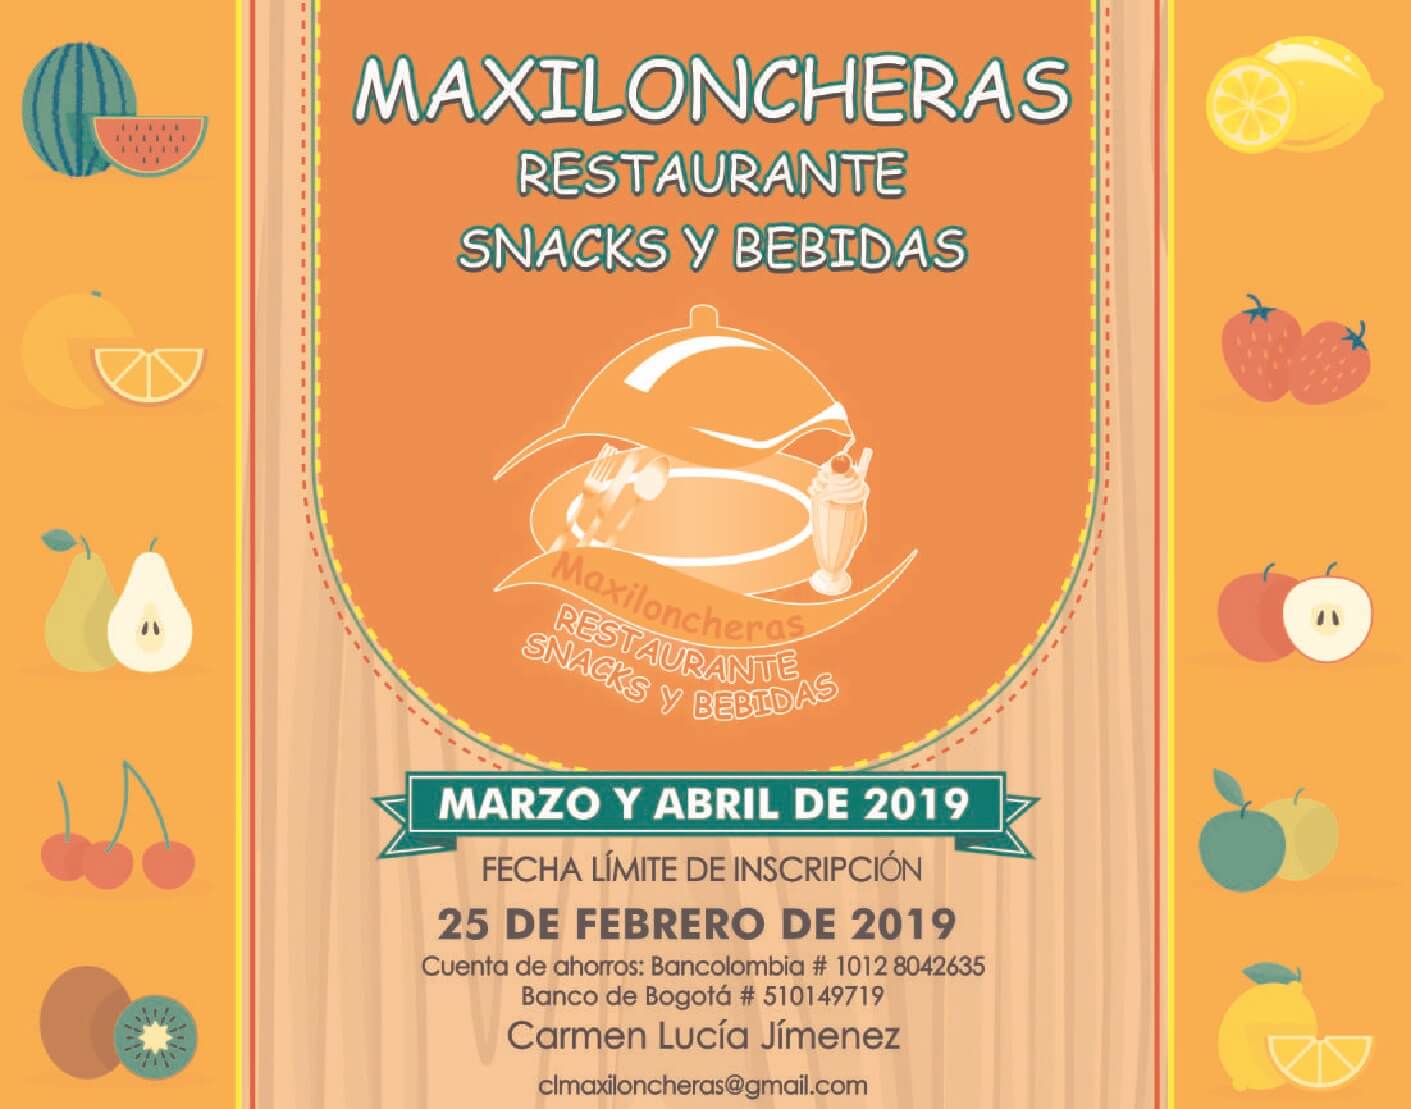 MAXILONCHERAS
RESTAURANTE
SNACKS Y BEBIDAS
Maxiloncheras
RESTAURANTE
SNACKS Y BEBIDAS
MARZO Y ABRIL DE 2019
FECHA LÍMITE DE INSCRIPCIÓN
25 DE FEBRERO DE 2019
Cuenta de ahorros: Bancolombia # 1012 8042635
Banco de Bogotá # 510149719
Carmen Lucía Jímenez
clmaxiloncheras@gmail.com